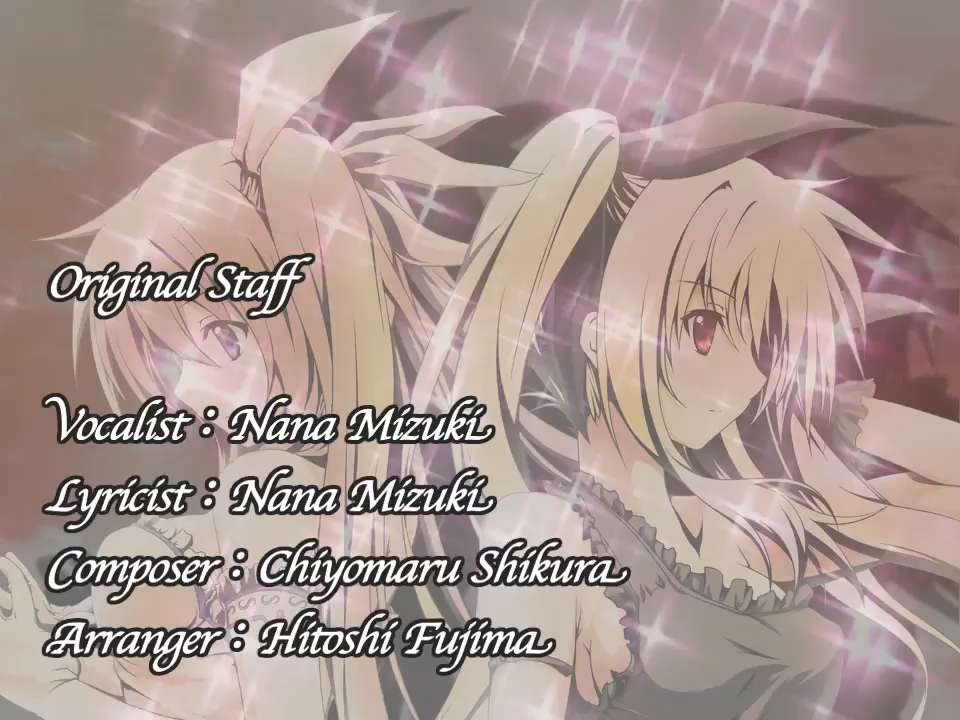 Original Staff
Vocalist : Nana Mizuki
Lyricist : Nana Mizuki
Composer : Chiyomaru Shikura
Arranger : Hitoshi Fujima